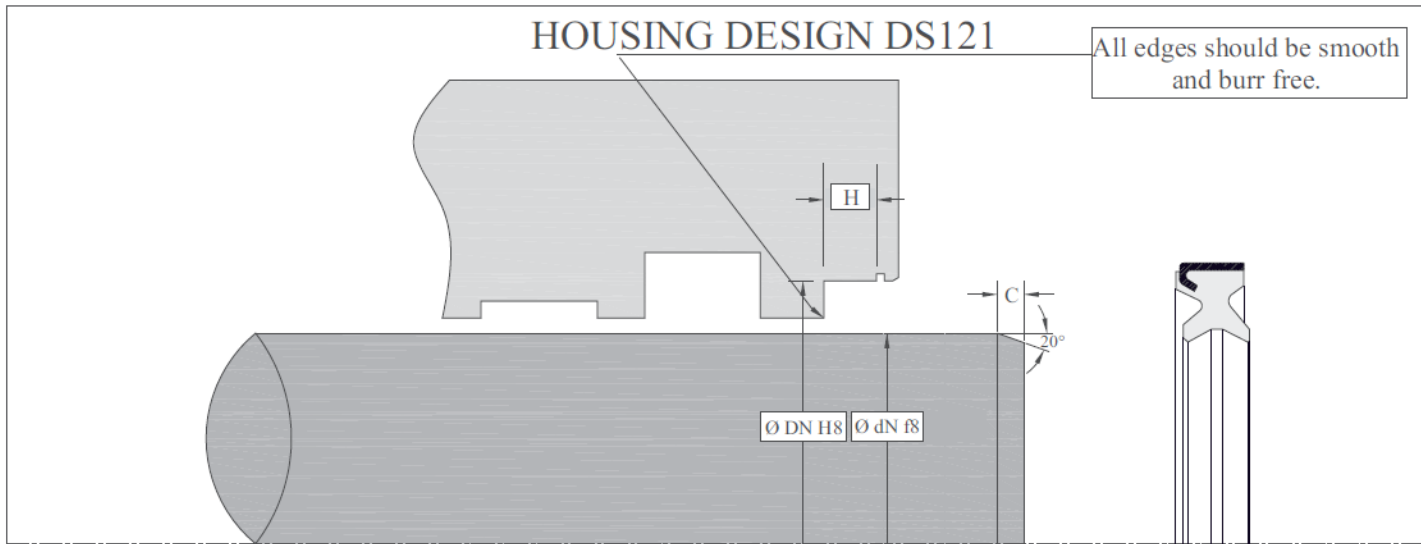 HOUSING DESIGN DS121
All edges should be smooth
and burr free.
H
C
20°
Ø DN H8
Ø dN f8